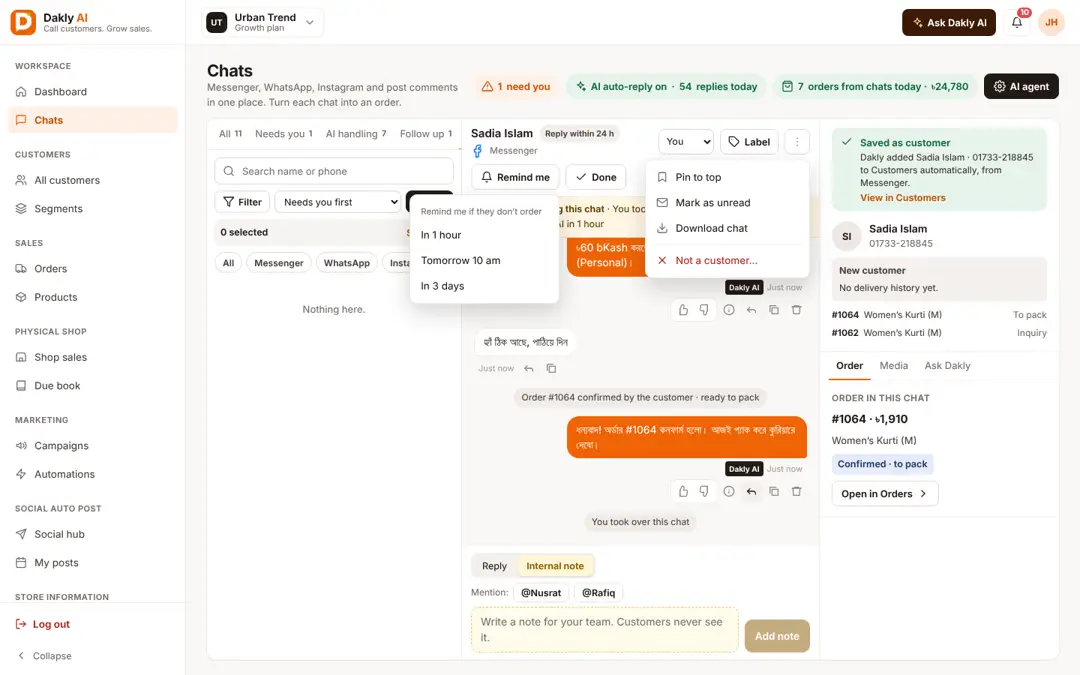 Dakly AI
Call customers. Grow sales.
UT
Urban Trend
Growth plan
Ask Dakly AI
10
JH
WORKSPACE
Dashboard
Chats
CUSTOMERS
All customers
Segments
SALES
Orders
Products
PHYSICAL SHOP
Shop sales
Due book
MARKETING
Campaigns
Automations
SOCIAL AUTO POST
Social hub
My posts
STORE INFORMATION
Log out
Collapse
Chats
Messenger, WhatsApp, Instagram and post comments
in one place. Turn each chat into an order.
1 need you
AI auto-reply on · 54 replies today
7 orders from chats today · ৳24,780
AI agent
All 11
Needs you 1
AI handling 7
Follow up 1
Search name or phone
Filter
Needs you first
0 selected
All
Messenger
WhatsApp
Nothing here.
Sadia Islam
Reply within 24 h
Messenger
You
Label
Remind me
Done
Remind me if they don't order
In 1 hour
Tomorrow 10 am
In 3 days
Pin to top
Mark as unread
Download chat
Not a customer...
this chat · You
in 1 hour
৳60 bKash
(Personal)।
Dakly AI
Just now
হ্যাঁ ঠিক আছে, পাঠিয়ে দিন
Just now
Order #1064 confirmed by the customer · ready to pack
ধন্যবাদ! অর্ডার #1064 কনফার্ম হলো। আজই প্যাক করে কুরিয়ারে
দেবো।
Dakly AI
Just now
You took over this chat
Reply
Internal note
Mention:
@Nusrat
@Rafiq
Write a note for your team. Customers never see
it.
Add note
Saved as customer
Dakly added Sadia Islam · 01733-218845
to Customers automatically, from
Messenger.
View in Customers
SI
Sadia Islam
01733-218845
New customer
No delivery history yet.
#1064 Women's Kurti (M)
To pack
#1062 Women's Kurti (M)
Inquiry
Order
Media
Ask Dakly
ORDER IN THIS CHAT
#1064 · ৳1,910
Women's Kurti (M)
Confirmed · to pack
Open in Orders